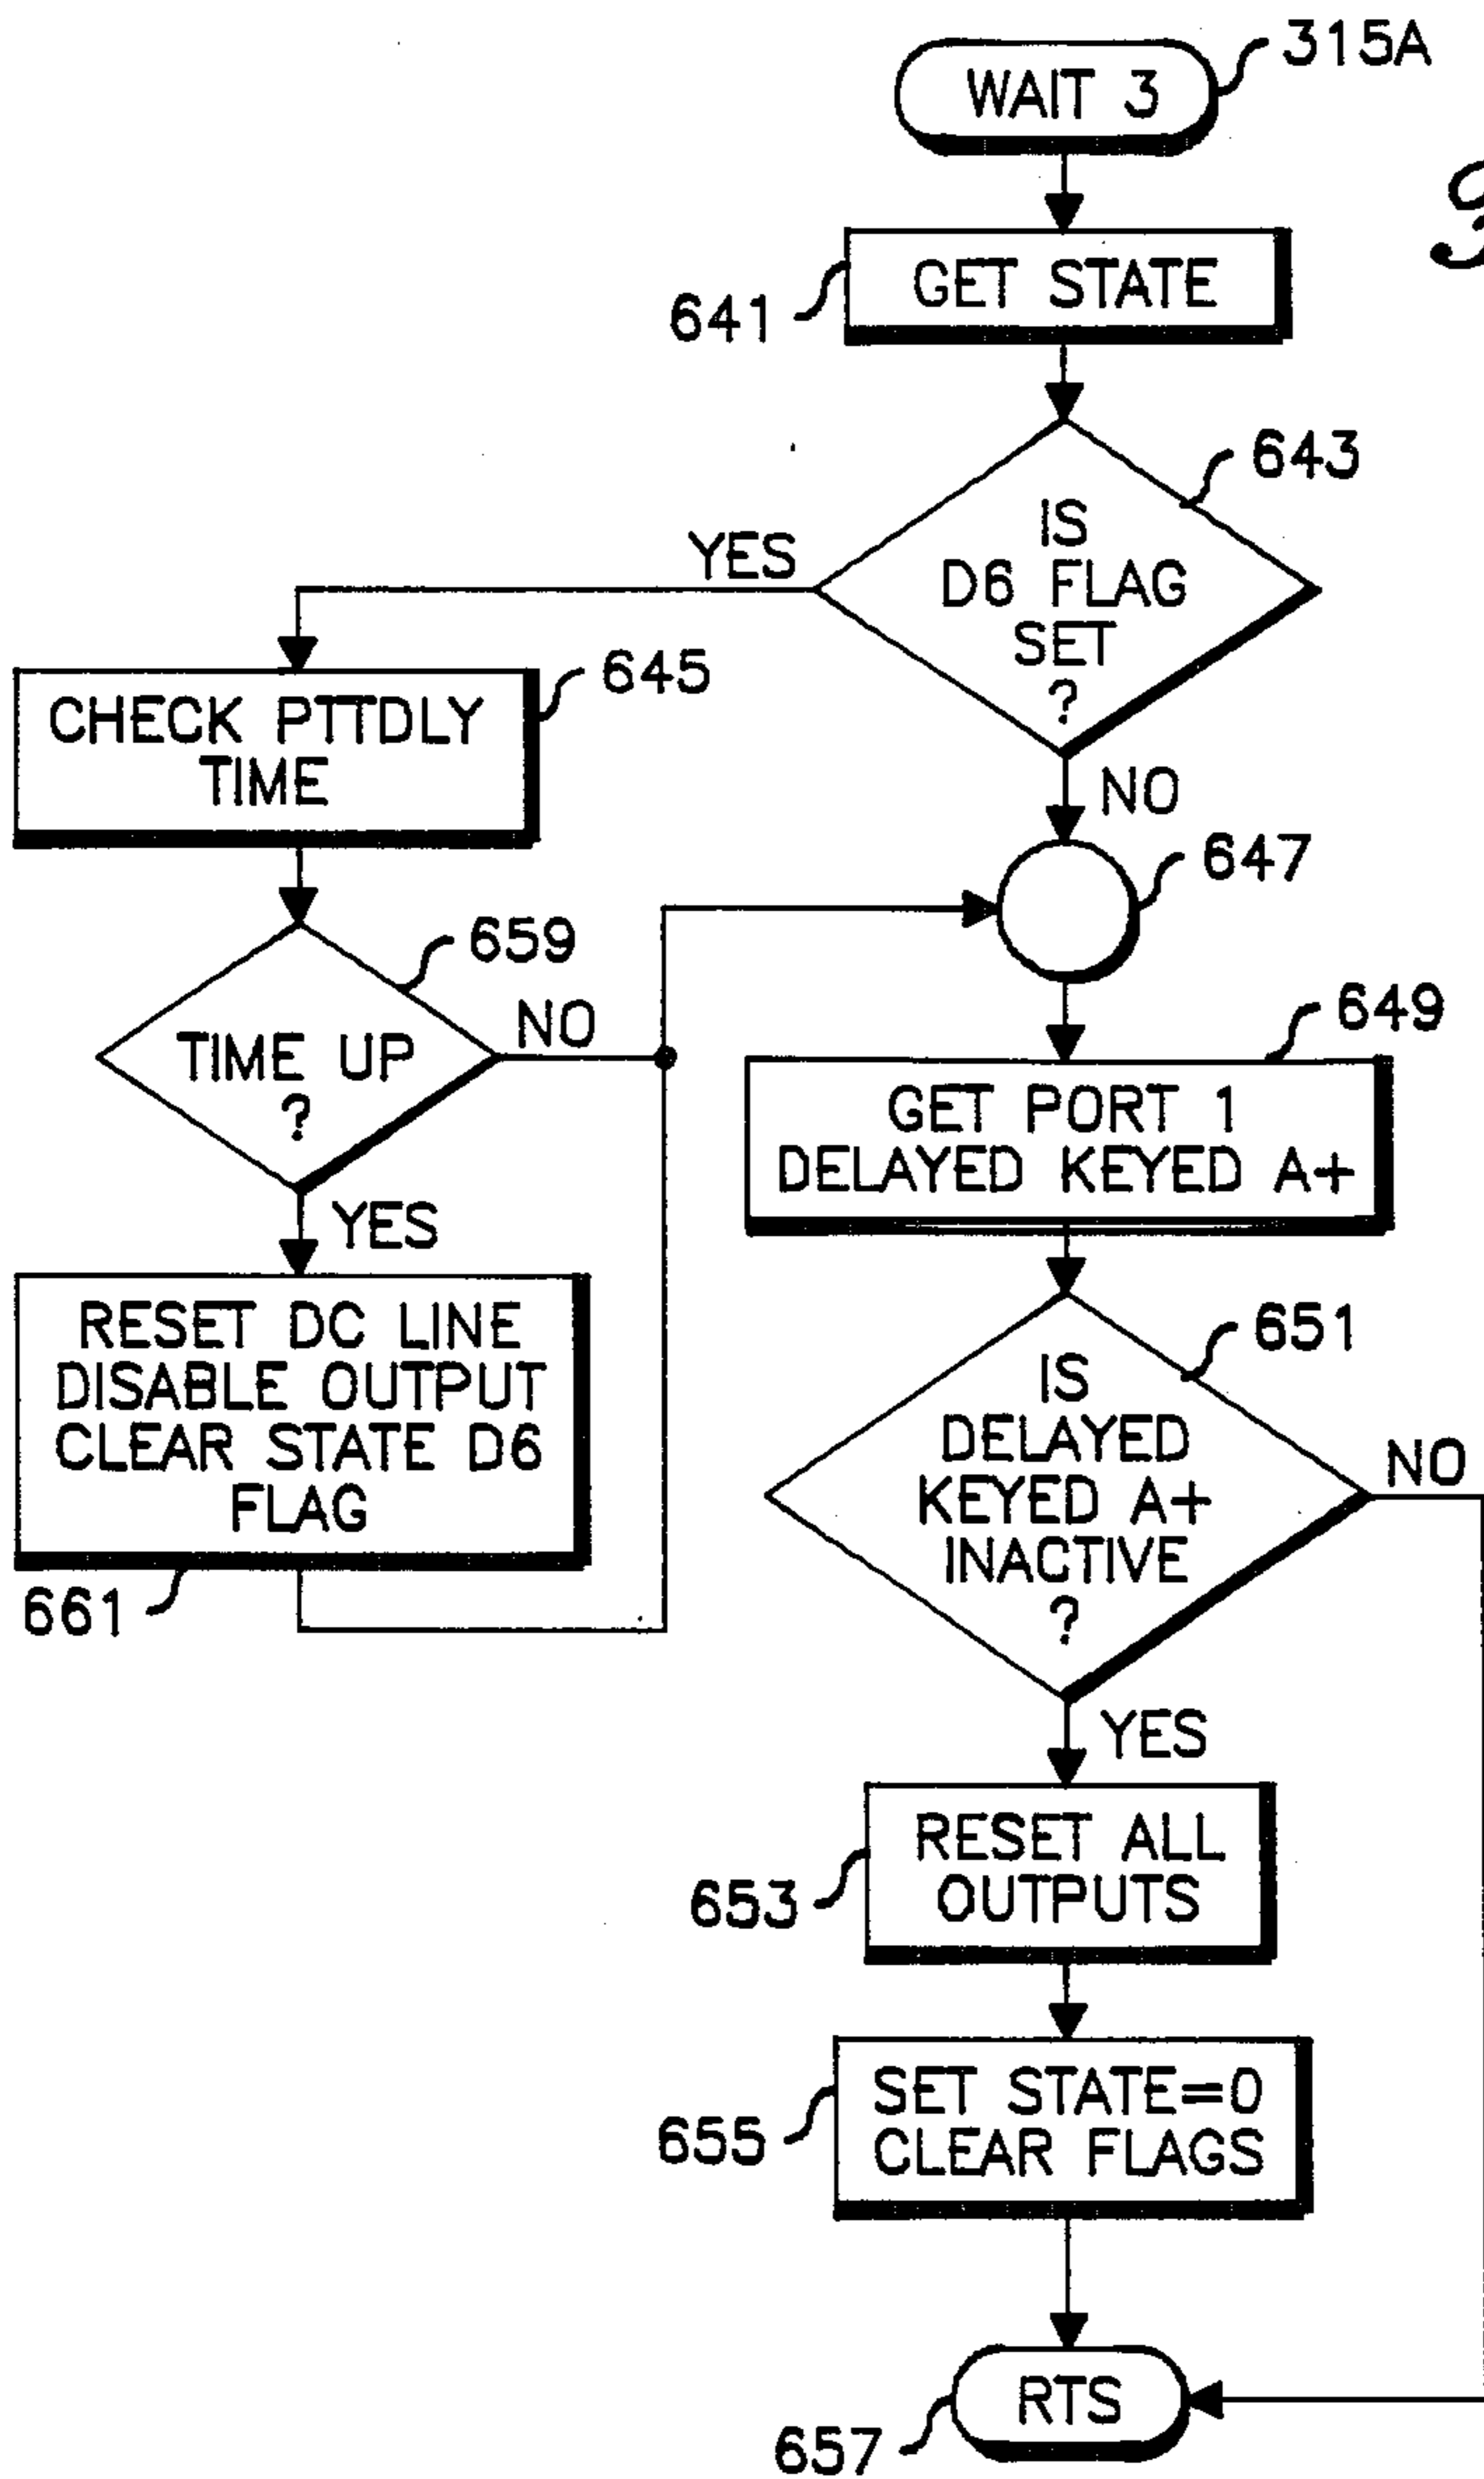 315A
WAIT 3
GET STATE
641
643
IS
D6 FLAG
SET
?
YES
NO
645
CHECK PTTDLY
TIME
647
659
TIME UP
?
NO
YES
649
GET PORT 1
DELAYED KEYED A+
RESET DC LINE
DISABLE OUTPUT
CLEAR STATE D6
FLAG
661
651
IS
DELAYED
KEYED A+
INACTIVE
?
NO
YES
RESET ALL
OUTPUTS
653
SET STATE=0
CLEAR FLAGS
655
RTS
657